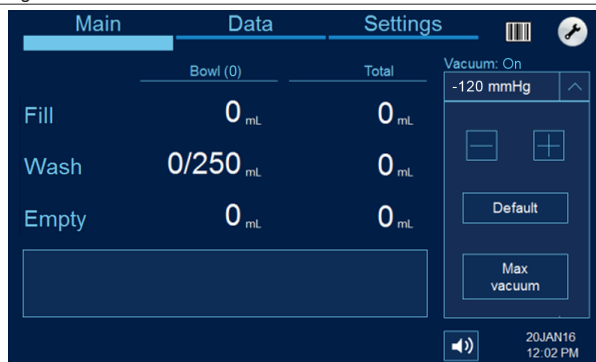 Main Data Settings
Vacuum: On
Bowl (0) Total
-120 mmHg
Fill 0 mL 0 mL
Wash 0/250 mL 0 mL
Empty 0 mL 0 mL
Default
Max
vacuum
20JAN16
12:02 PM